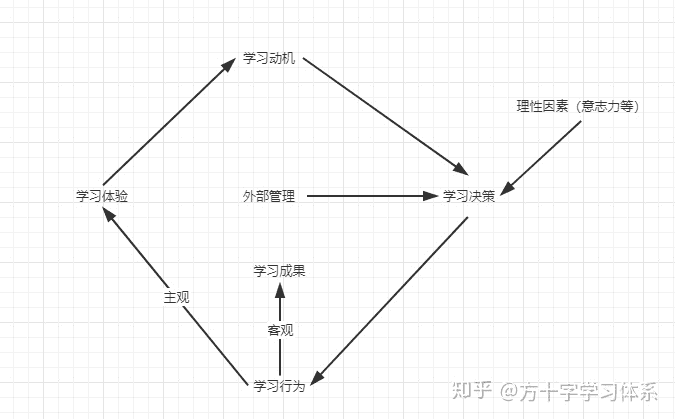 学习动机
理性因素（意志力等）
学习体验
外部管理
学习决策
学习成果
主观
客观
学习行为
知乎 @方十字学习体系